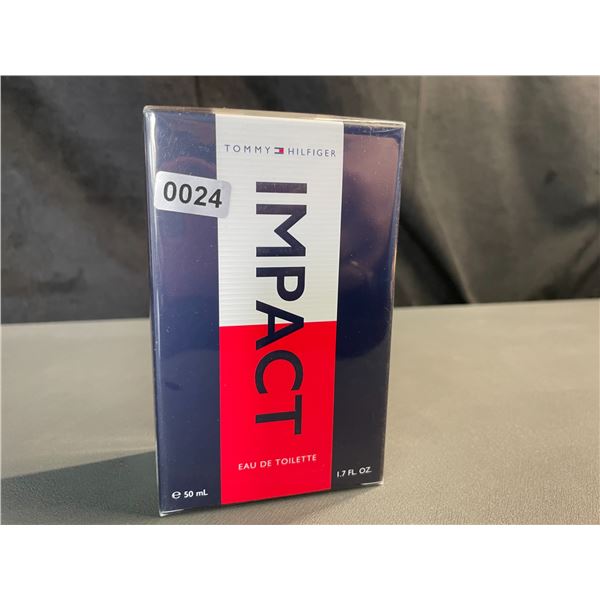 TOMMY HILFIGER
0024
IMPACT
EAU DE TOILETTE
1.7 FL. OZ.
℮ 50 mL